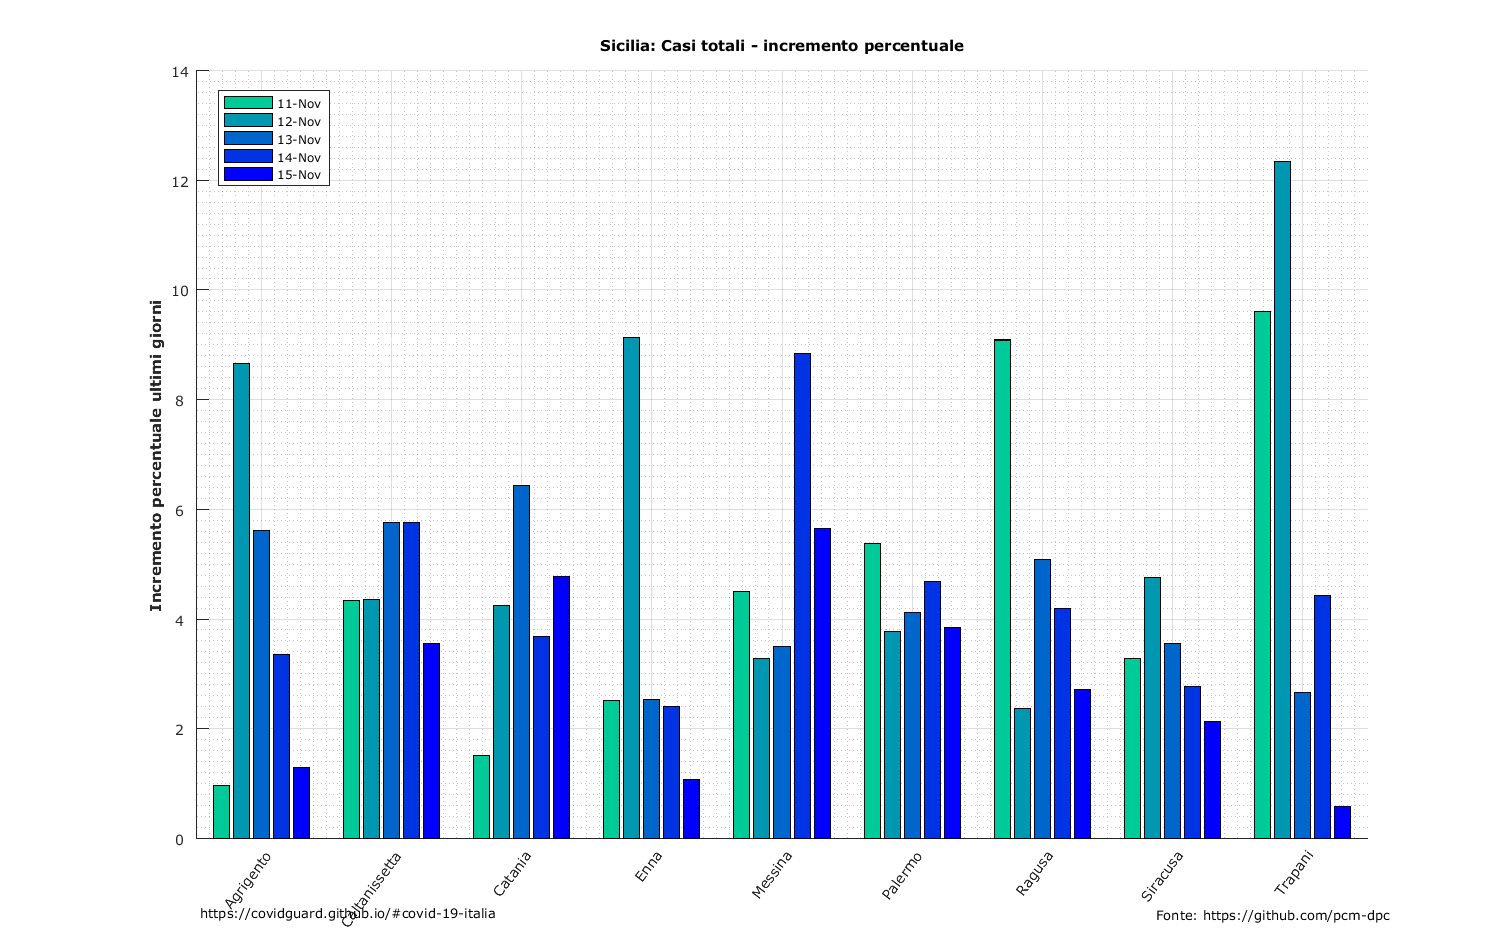 Sicilia: Casi totali - incremento percentuale
14
12
10
8
6
4
2
0
Incremento percentuale ultimi giorni
11-Nov
12-Nov
13-Nov
14-Nov
15-Nov
Agrigento
Caltanissetta
Catania
Enna
Messina
Palermo
Ragusa
Siracusa
Trapani
https://covidguard.github.io/#covid-19-italia
Fonte: https://github.com/pcm-dpc